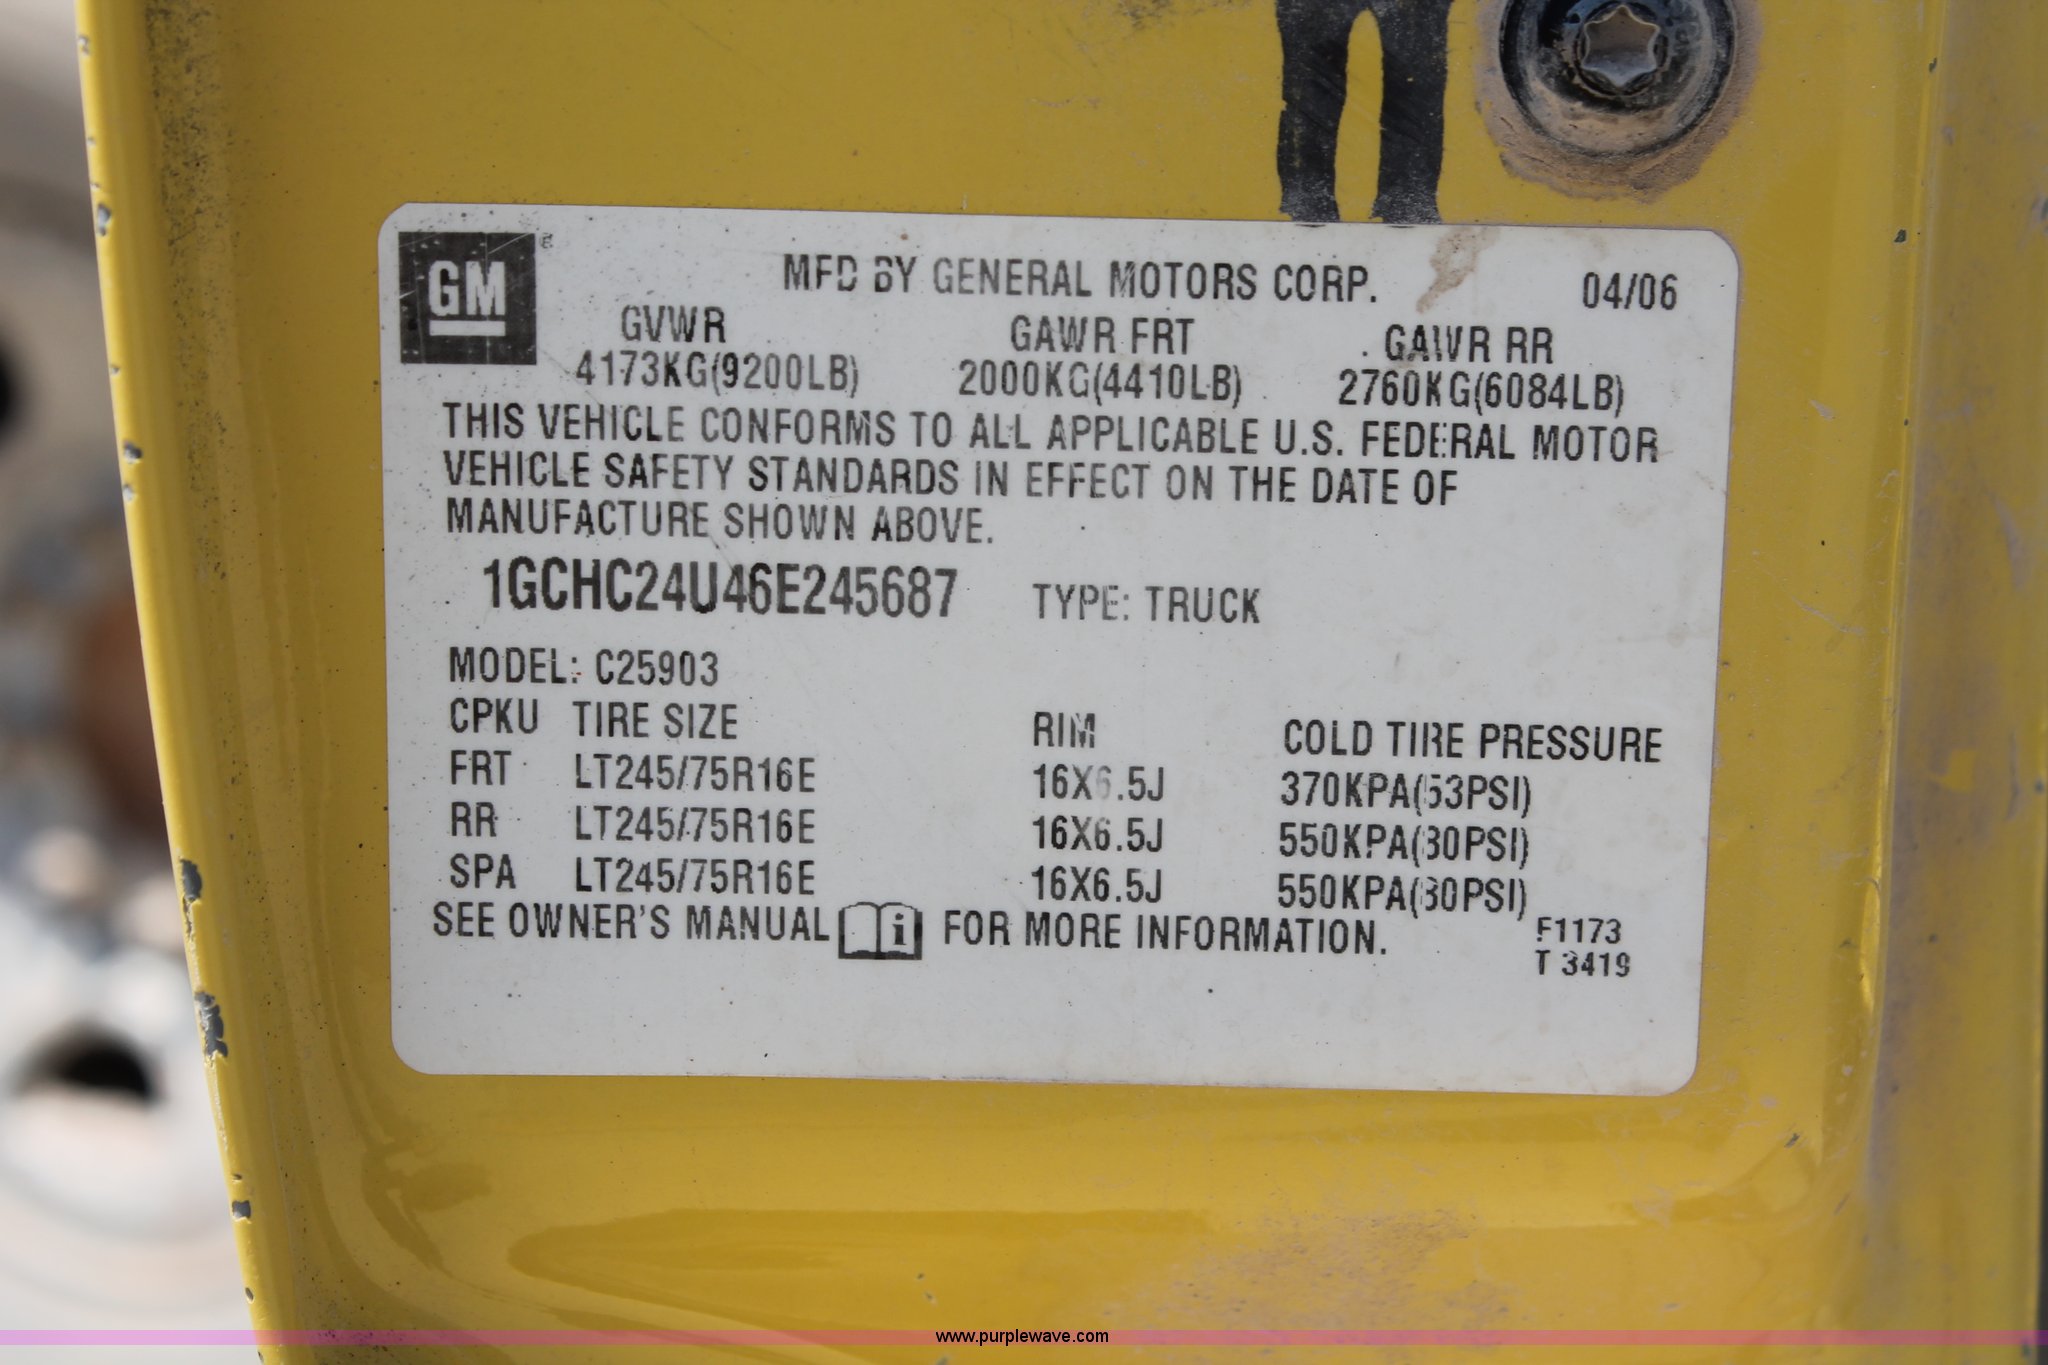 GM
MFD BY GENERAL MOTORS CORP. 04/06
GVWR GAWR FRT GAWR RR
4173KG(9200LB) 2000KG(4410LB) 2760KG(6084LB)
THIS VEHICLE CONFORMS TO ALL APPLICABLE U.S. FEDERAL MOTOR
VEHICLE SAFETY STANDARDS IN EFFECT ON THE DATE OF
MANUFACTURE SHOWN ABOVE.
1GCHC24U46E245687 TYPE: TRUCK
MODEL: C25903
CPKU TIRE SIZE RIM COLD TIRE PRESSURE
FRT LT245/75R16E 16X6.5J 370KPA(53PSI)
RR LT245/75R16E 16X6.5J 550KPA(80PSI)
SPA LT245/75R16E 16X6.5J 550KPA(80PSI)
SEE OWNER'S MANUAL i FOR MORE INFORMATION.
F1173
T 3419
www.purplewave.com